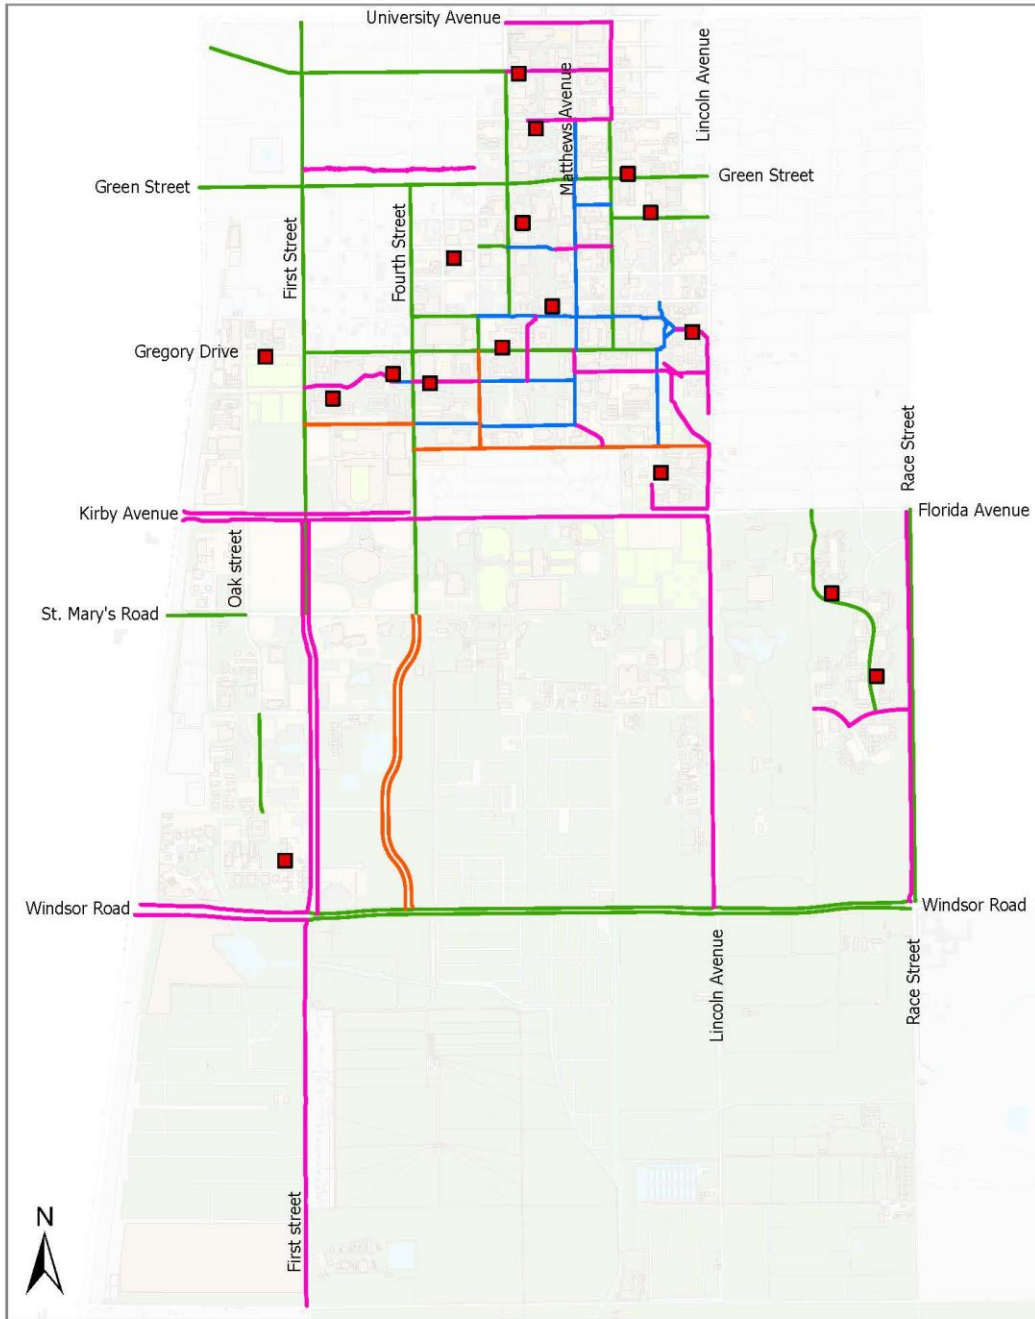 University Avenue
Matthews Avenue
Lincoln Avenue
Green Street
Green Street
First Street
Fourth Street
Gregory Drive
Race Street
Kirby Avenue
Florida Avenue
Oak street
St. Mary's Road
Windsor Road
Windsor Road
Lincoln Avenue
Race Street
First street
N